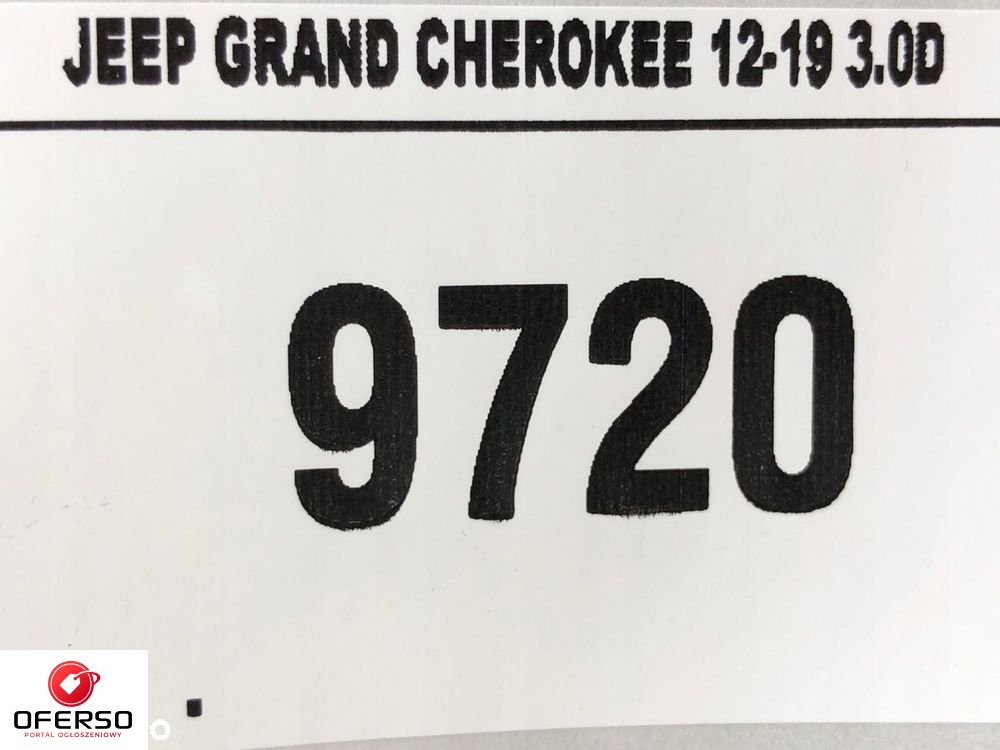 JEEP GRAND CHEROKEE 12-19 3.0D
9720
OFERSO
PORTAL OGŁOSZENIOWY